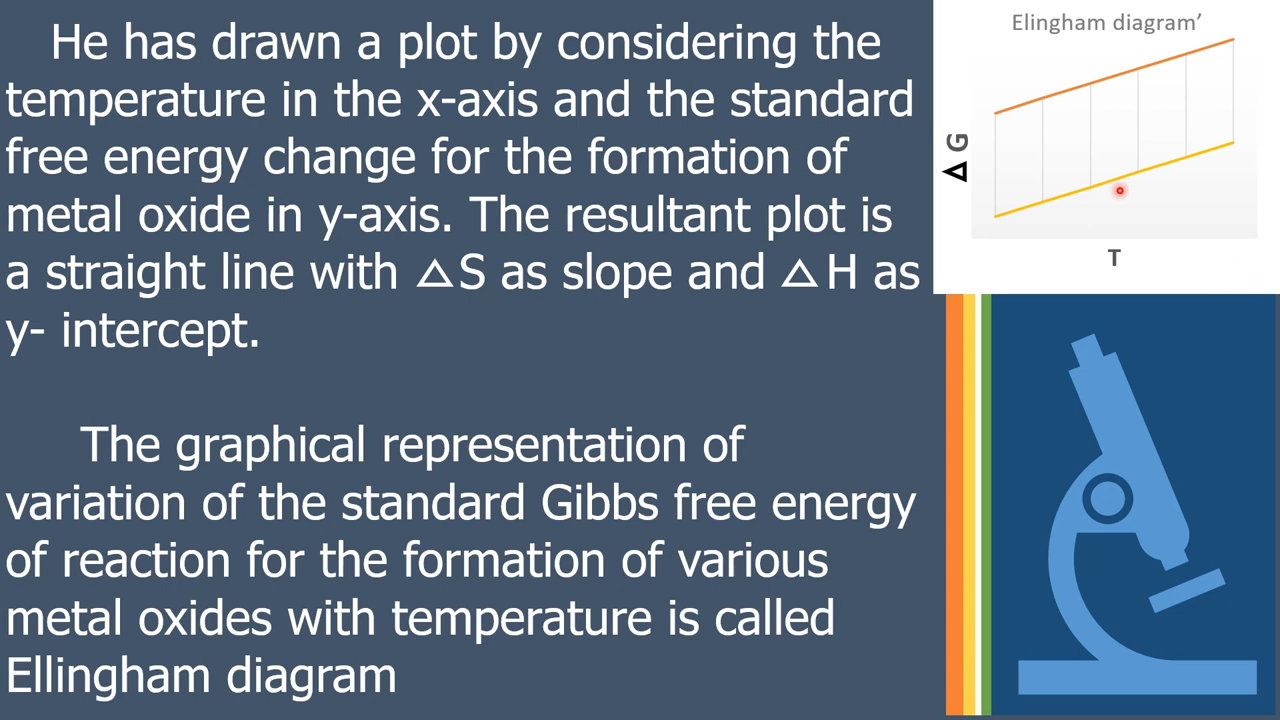 He has drawn a plot by considering the
temperature in the x-axis and the standard
free energy change for the formation of
metal oxide in y-axis. The resultant plot is
a straight line with △S as slope and △H as
y- intercept.
The graphical representation of
variation of the standard Gibbs free energy
of reaction for the formation of various
metal oxides with temperature is called
Ellingham diagram
Elingham diagram’
Δ G
T